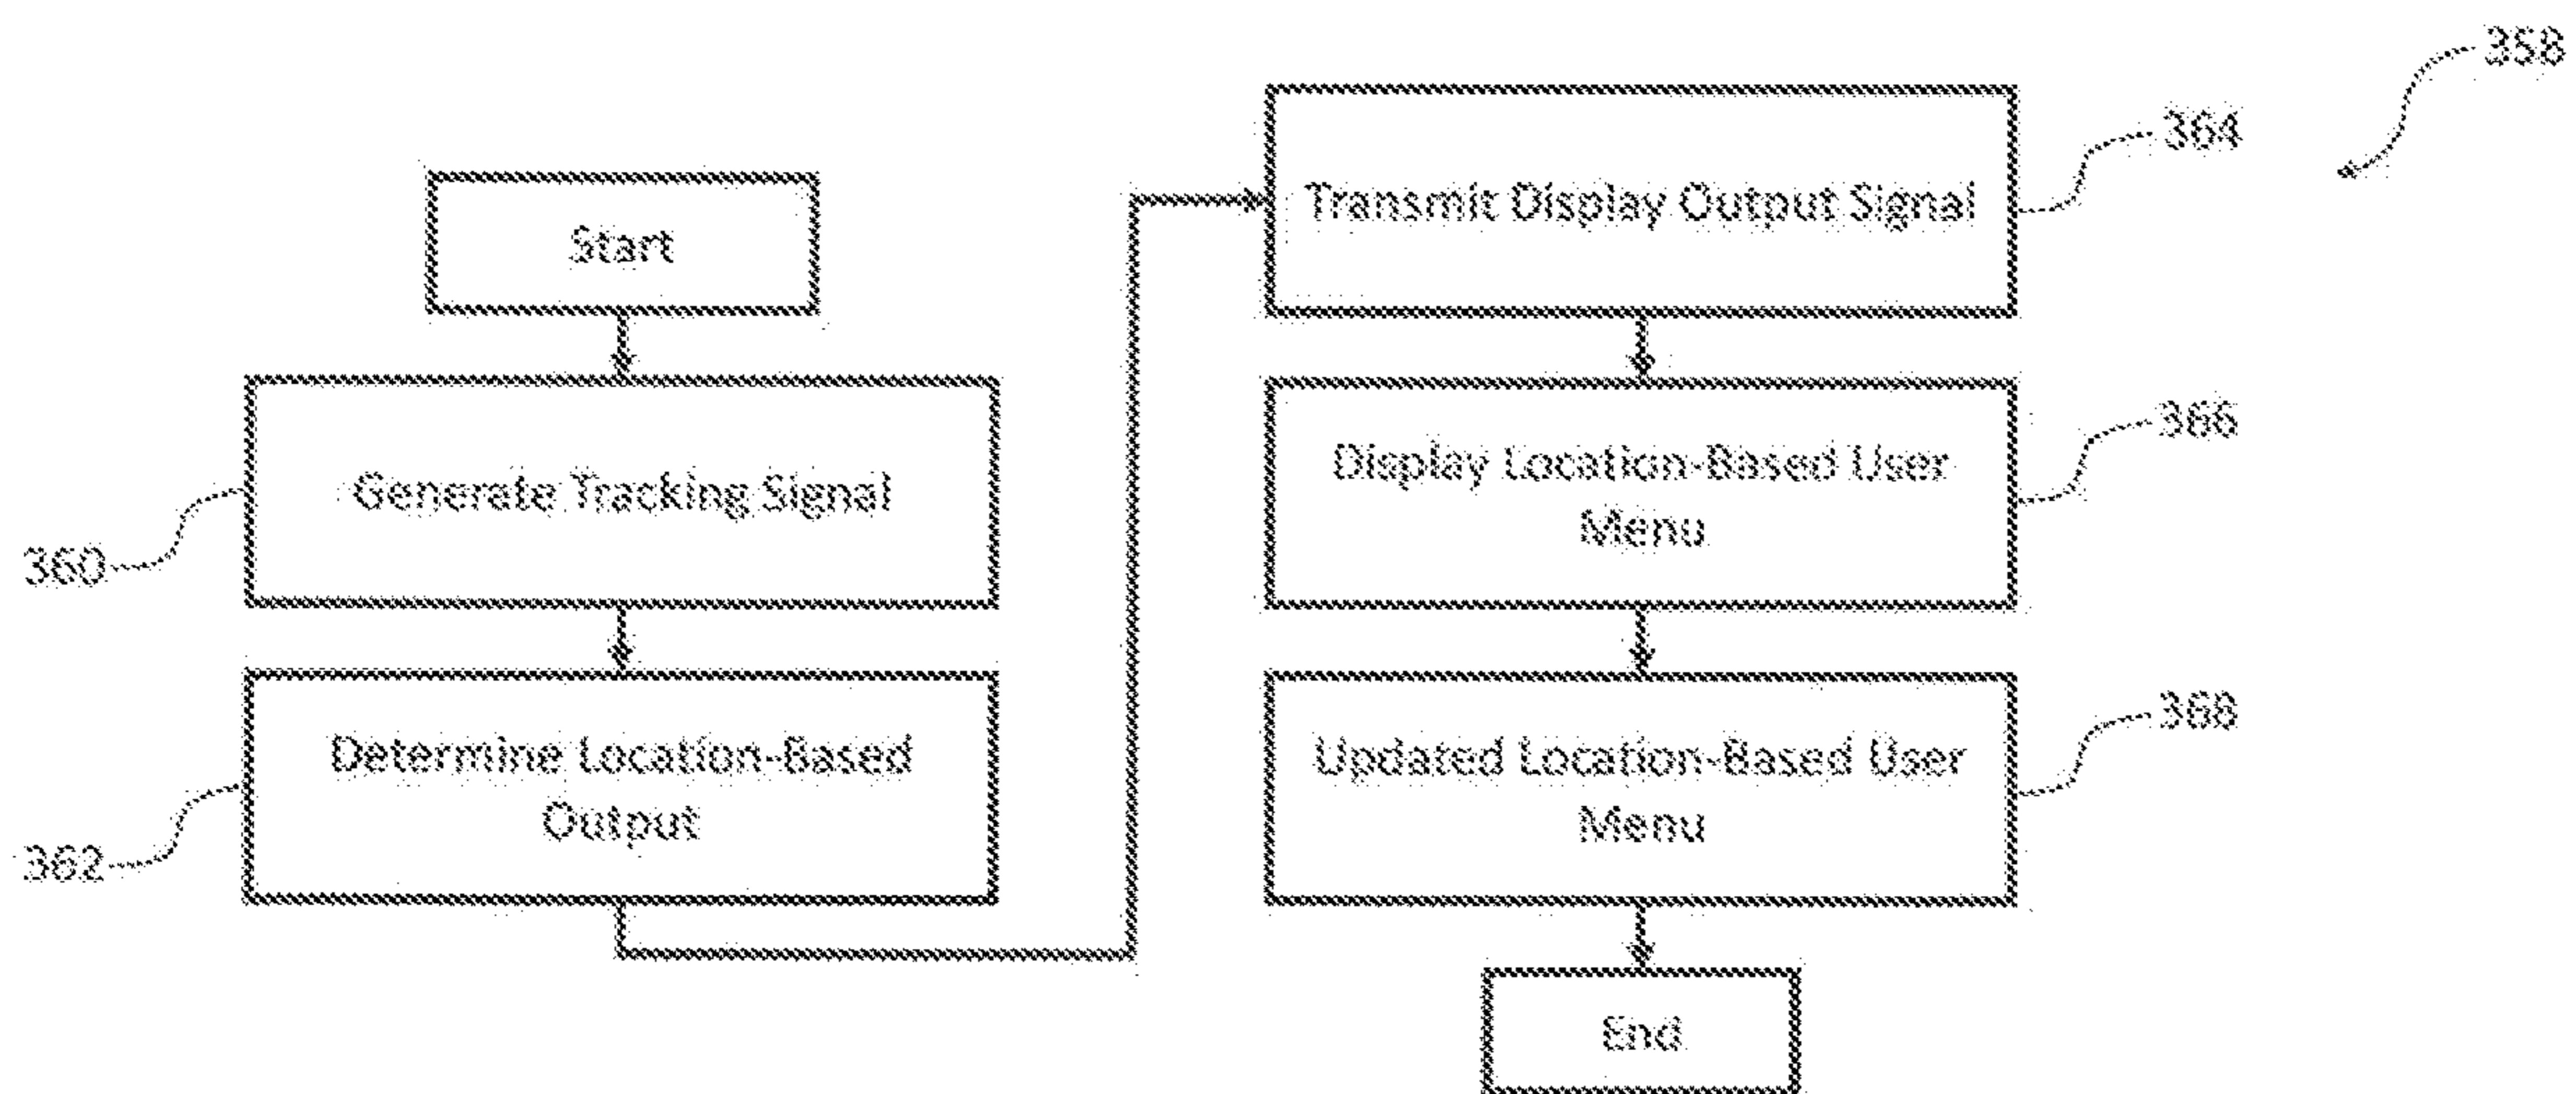 358
Start
Generate Tracking Signal
360
Determine Location-Based
Output
362
Transmit Display Output Signal
364
Display Location-Based User
Menu
366
Updated Location-Based User
Menu
368
End